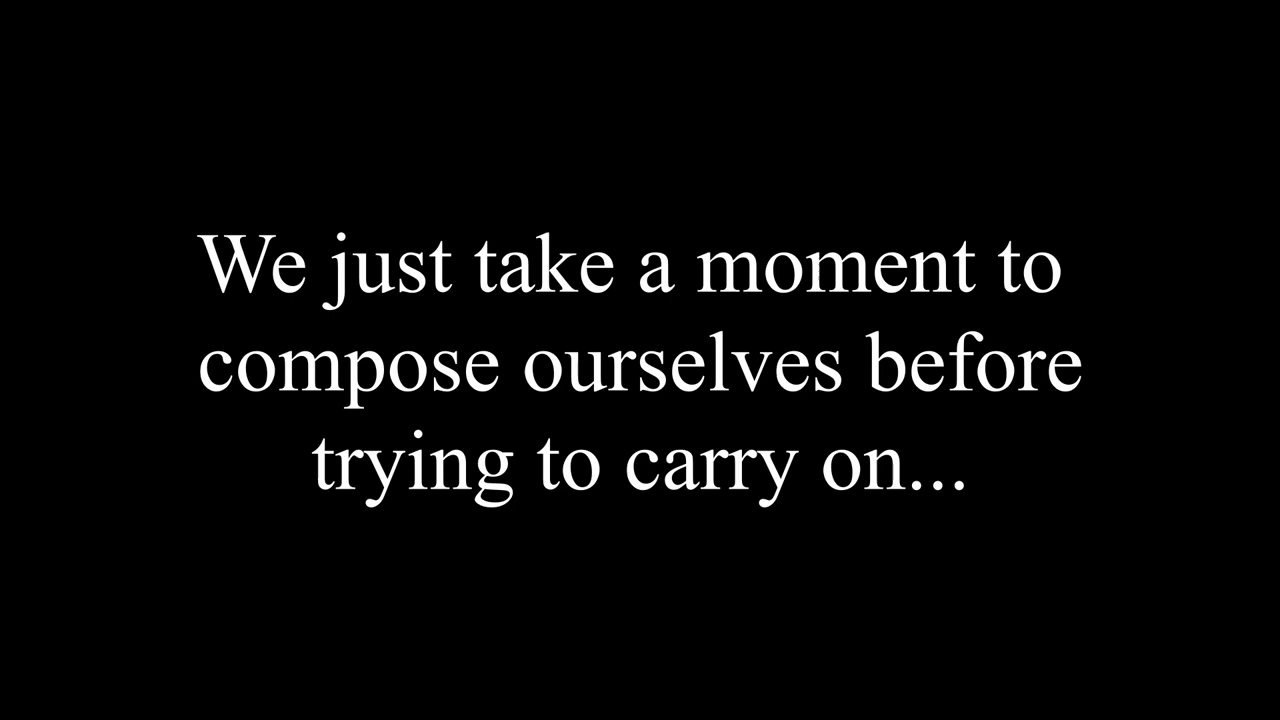 We just take a moment to
compose ourselves before
trying to carry on...